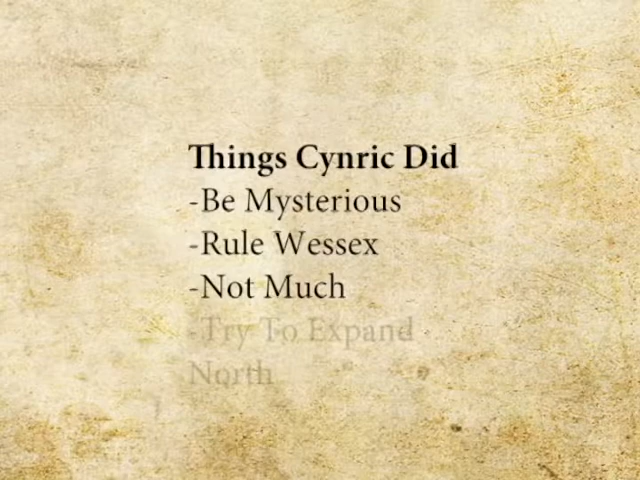 Things Cynric Did
-Be Mysterious
-Rule Wessex
-Not Much
-Try To Expand
North